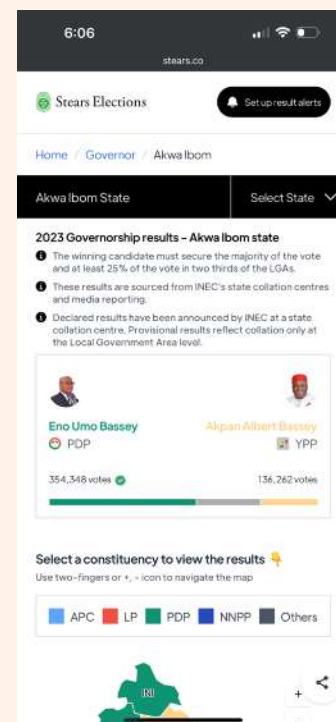 6:06
stears.co
Stears Elections
Set up result alerts
Home / Governor / Akwa Ibom
Akwa Ibom State
Select State
2023 Governorship results – Akwa Ibom state
The winning candidate must secure the majority of the vote
and at least 25% of the vote in two thirds of the LGAs.
These results are sourced from INEC's state collation centres
and media reporting.
Declared results have been announced by INEC at a state
collation centre. Provisional results reflect collation only at
the Local Government Area level.
Eno Umo Bassey
PDP
354,348 votes
Akpan Albert Bassey
YPP
136,262 votes
Select a constituency to view the results 👇
Use two-fingers or +, - icon to navigate the map
APC LP PDP NNPP Others
INI
+